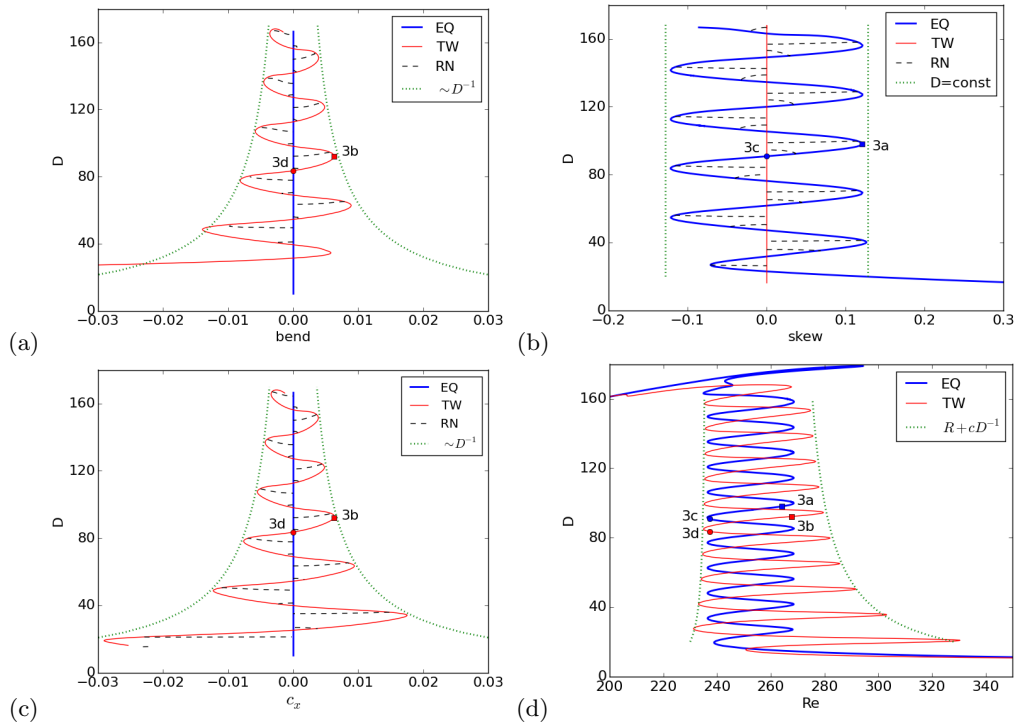 D
160
120
80
40
0
−0.03
−0.02
−0.01
0.00
0.01
0.02
0.03
bend
EQ
TW
RN
~D⁻¹
3d
3b
(a)
D
160
120
80
40
0
−0.2
−0.1
0.0
0.1
0.2
0.3
skew
EQ
TW
RN
D=const
3c
3a
(b)
D
160
120
80
40
0
−0.03
−0.02
−0.01
0.00
0.01
0.02
0.03
cₓ
EQ
TW
RN
~D⁻¹
3d
3b
(c)
D
160
120
80
40
0
200
220
240
260
280
300
320
340
Re
EQ
TW
R+cD⁻¹
3a
3b
3c
3d
(d)